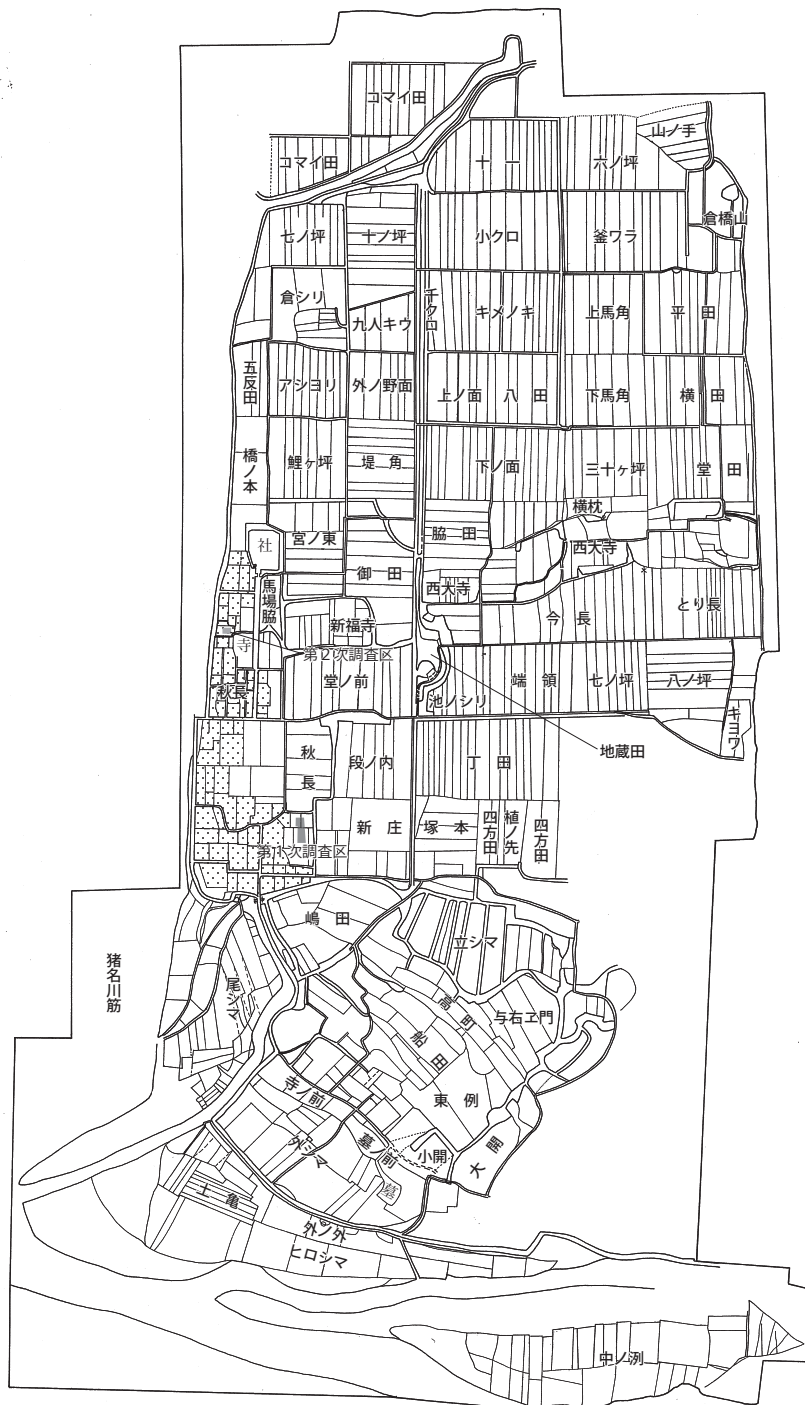 コマイ田
コマイ田
十一
六ノ坪
山ノ手
倉橋山
七ノ坪
十ノ坪
小クロ
釜ワラ
倉シリ
九人キウ
千クロ
キメノキ
上馬角
平田
五反田
アシヨリ
外ノ野面
上ノ面
八田
下馬角
横田
橋ノ本
鯉ヶ坪
堤角
下ノ面
三十ヶ坪
堂田
横枕
社
宮ノ東
脇田
西大寺
御田
馬場脇
西大寺
新福寺
今長
とり長
寺
第2次調査区
堂ノ前
秋長
池ノシリ
端領
七ノ坪
八ノ坪
キヨワ
地蔵田
秋長
段ノ内
丁田
新庄
塚本
四方田
植ノ先
四方田
第1次調査区
嶋田
立シマ
猪名川筋
尾シマ
高町
与右ヱ門
船田
東例
寺ノ前
外シマ
墓ノ前
小開
大開
墓
土亀
外ノ外
ヒロシマ
中ノ洌